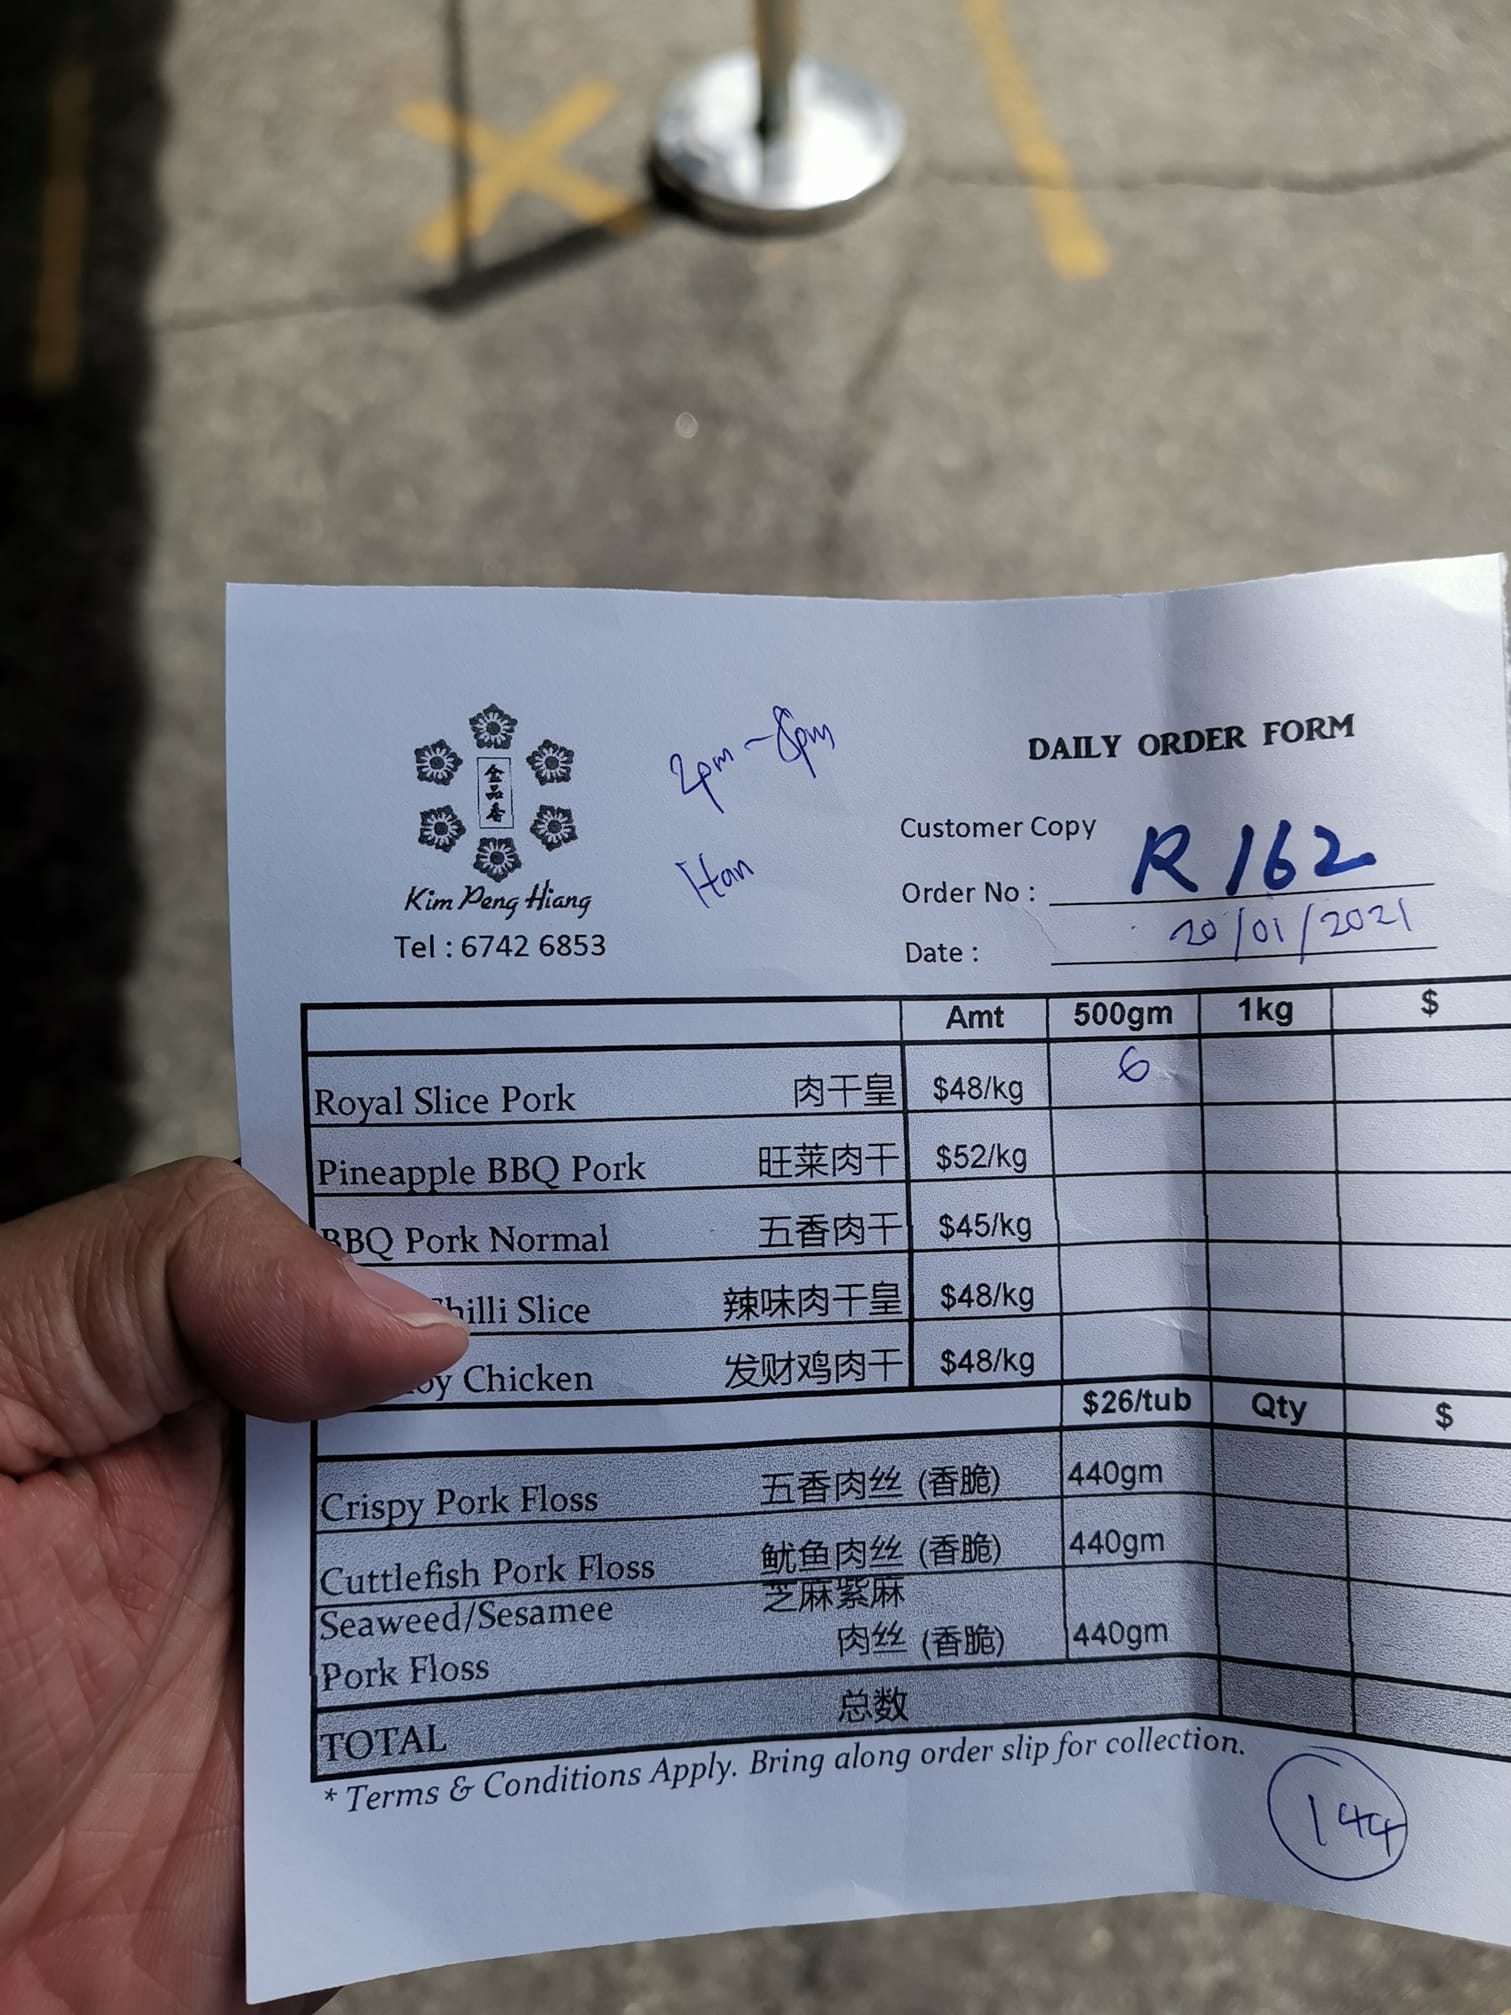 金品香
Kim Peng Hiang
Tel : 6742 6853
2pm - 8pm
DAILY ORDER FORM
Customer Copy
Order No : R 162
Date : 20/01/2021
Amt 500gm 1kg $
Royal Slice Pork 肉干皇 $48/kg 6
Pineapple BBQ Pork 旺莱肉干 $52/kg
BBQ Pork Normal 五香肉干 $45/kg
Slice 辣味肉干皇 $48/kg
Chicken 发财鸡肉干 $48/kg
$26/tub Qty $
Crispy Pork Floss 五香肉丝 (香脆) 440gm
Cuttlefish Pork Floss 鱿鱼肉丝 (香脆) 440gm
Seaweed/Sesamee 芝麻紫麻
Pork Floss 肉丝 (香脆) 440gm
TOTAL 总数
* Terms & Conditions Apply. Bring along order slip for collection.
144